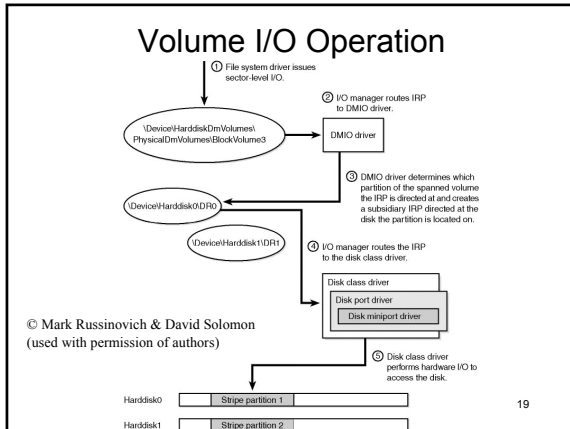 Volume I/O Operation
① File system driver issues
sector-level I/O.
② I/O manager routes IRP
to DMIO driver.
\Device\HarddiskDmVolumes\
PhysicalDmVolumes\BlockVolume3
DMIO driver
③ DMIO driver determines which
partition of the spanned volume
the IRP is directed at and creates
a subsidiary IRP directed at the
disk the partition is located on.
\Device\Harddisk0\DR0
\Device\Harddisk1\DR1
④ I/O manager routes the IRP
to the disk class driver.
Disk class driver
Disk port driver
Disk miniport driver
© Mark Russinovich & David Solomon
(used with permission of authors)
⑤ Disk class driver
performs hardware I/O to
access the disk.
Harddisk0
Stripe partition 1
19
Harddisk1
Stripe partition 2